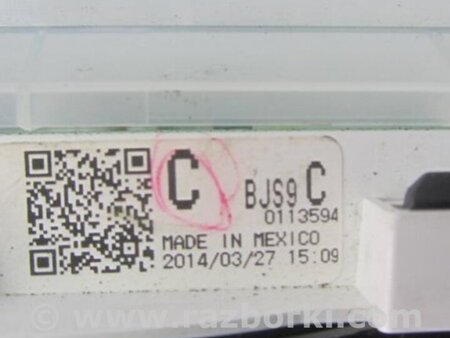 C BJS9 C
0113594
MADE IN MEXICO
2014/03/27 15:09
© www.razborki.com